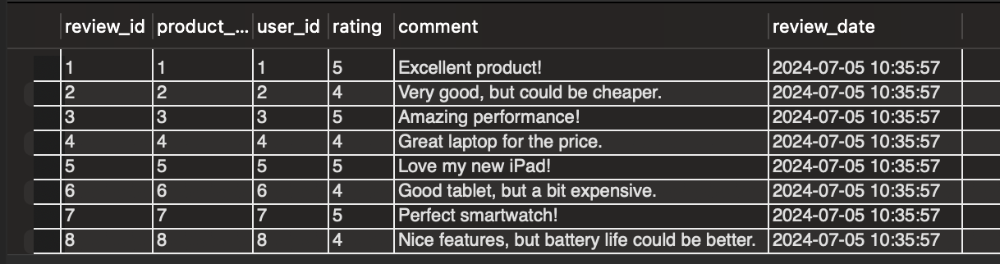 review_id product_... user_id rating comment review_date
1 1 1 5 Excellent product! 2024-07-05 10:35:57
2 2 2 4 Very good, but could be cheaper. 2024-07-05 10:35:57
3 3 3 5 Amazing performance! 2024-07-05 10:35:57
4 4 4 4 Great laptop for the price. 2024-07-05 10:35:57
5 5 5 5 Love my new iPad! 2024-07-05 10:35:57
6 6 6 4 Good tablet, but a bit expensive. 2024-07-05 10:35:57
7 7 7 5 Perfect smartwatch! 2024-07-05 10:35:57
8 8 8 4 Nice features, but battery life could be better. 2024-07-05 10:35:57